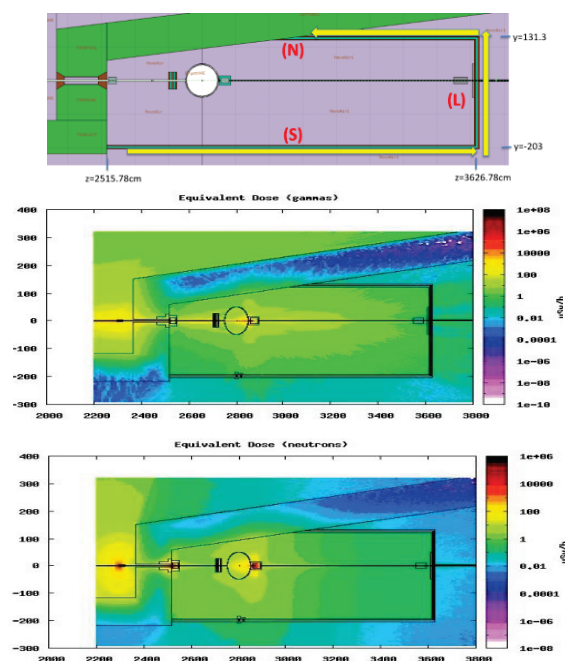 (N)
y=131.3
(L)
(S)
y=-203
z=2515.78cm
z=3626.78cm
Equivalent Dose (gammas)
400
300
200
100
0
-100
-200
-300
2000 2200 2400 2600 2800 3000 3200 3400 3600 3800
1e+08
1e+06
10000
100
1
0.01
0.0001
1e-06
1e-08
1e-10
uSv/h
Equivalent Dose (neutrons)
400
300
200
100
0
-100
-200
-300
2000 2200 2400 2600 2800 3000 3200 3400 3600 3800
1e+06
10000
100
1
0.01
0.0001
1e-06
1e-08
uSv/h